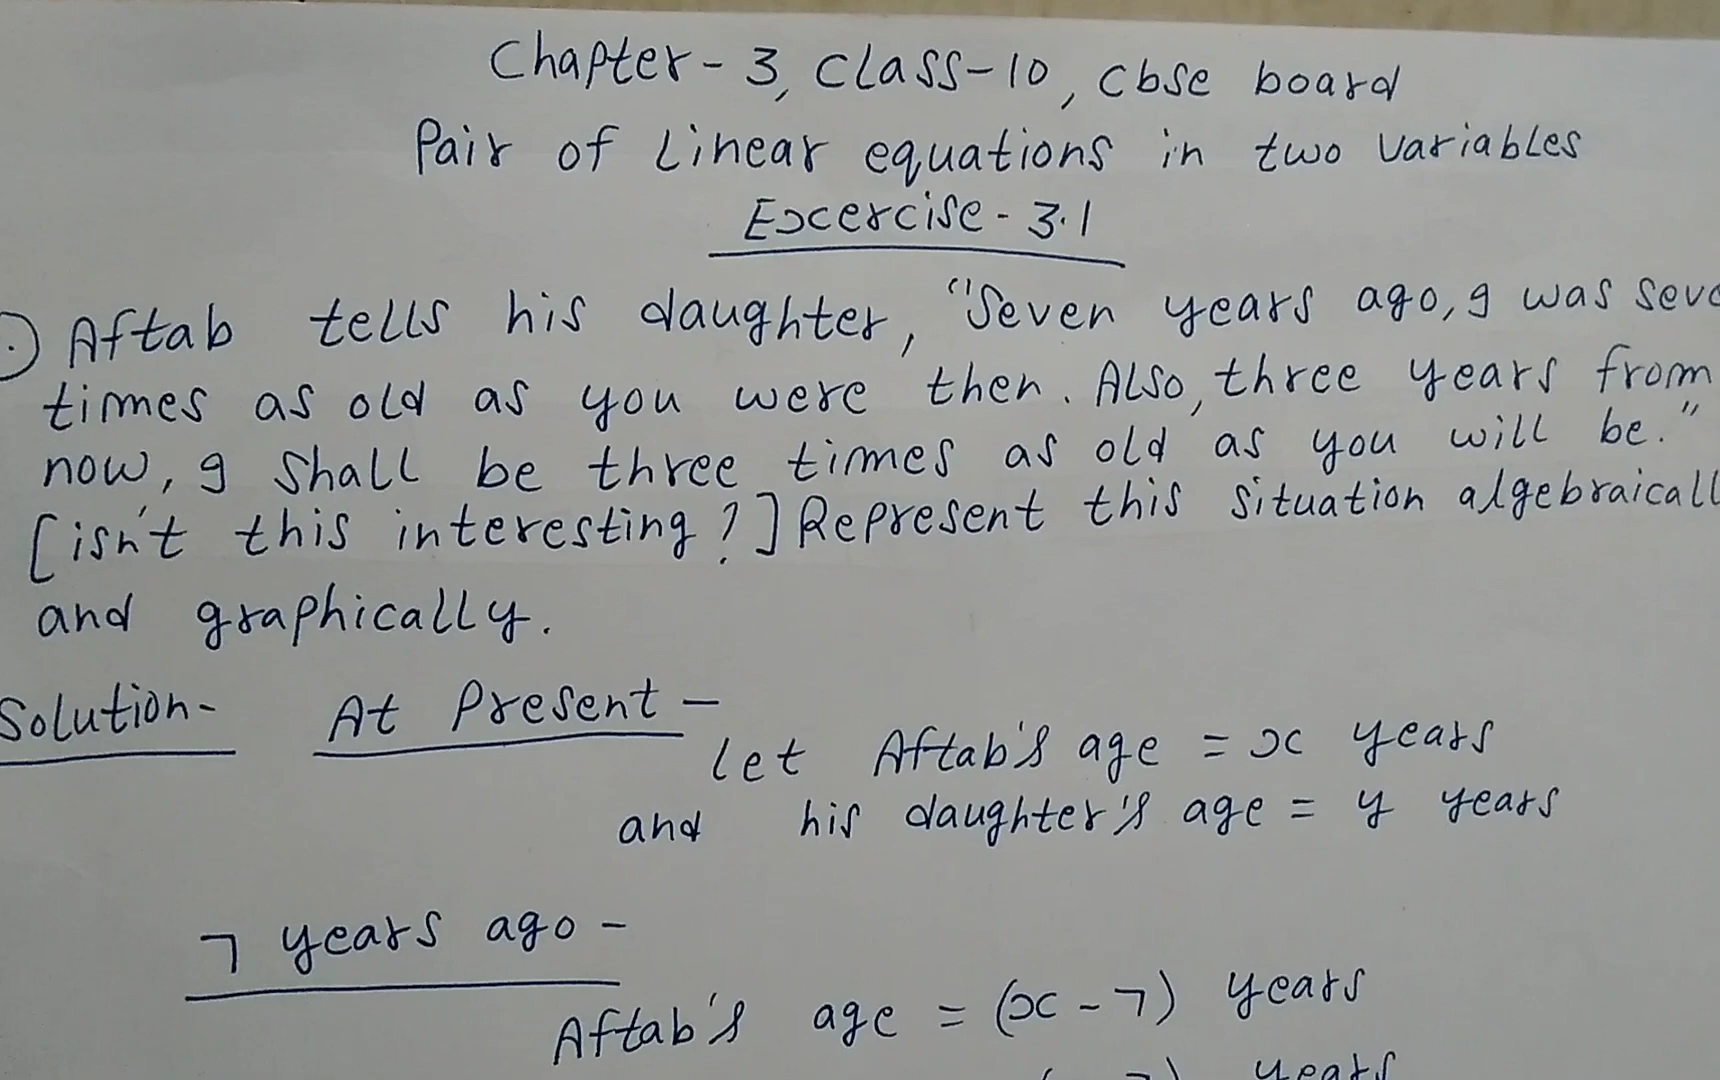 Chapter - 3, Class-10, Cbse board
Pair of Linear equations in two variables
Excercise - 3.1
Aftab tells his daughter, "Seven years ago, I was
times as old as you were then. Also, three years from
now, I shall be three times as old as you will be."
[isn't this interesting?] Represent this situation
and graphically.
Solution- At Present -
Let Aftab's age = x years
and his daughter's age = y years
7 years ago -
Aftab's age = (x - 7) years
years